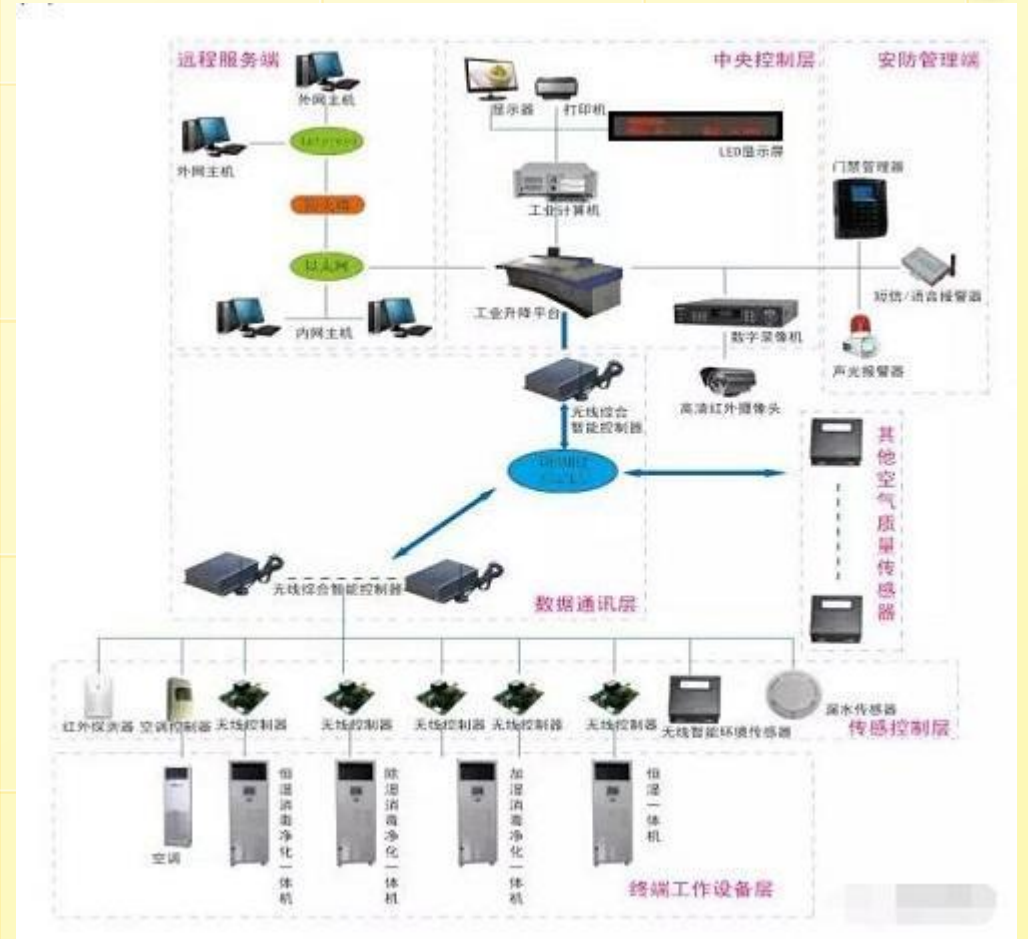 远程服务端
外网主机
外网主机
防火墙
以太网
内网主机
中央控制层
显示器
打印机
LED显示屏
工业计算机
工业升降平台
数字录像机
高清红外摄像头
安防管理端
门禁管理器
短信/语音报警器
声光报警器
无线综合
智能控制器
无线综合智能控制器
数据通讯层
其他空气质量传感器
红外探测器
空调控制器
无线控制器
无线控制器
无线控制器
无线控制器
无线控制器
无线智能环境传感器
漏水传感器
传感控制层
空调
恒湿消毒净化一体机
除湿消毒净化一体机
加湿消毒净化一体机
恒湿一体机
终端工作设备层